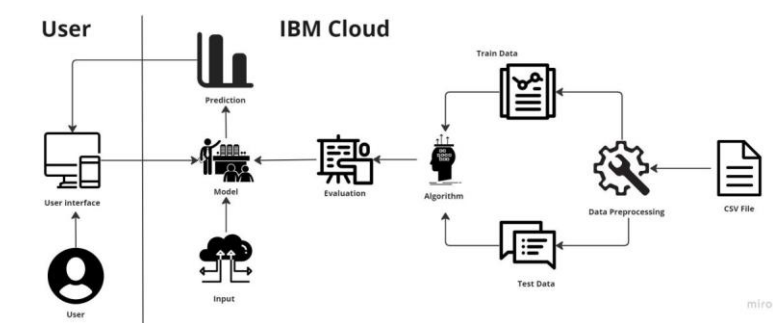 User
IBM Cloud
Train Data
Prediction
User Interface
Model
Evaluation
Algorithm
Data Preprocessing
CSV File
Input
Test Data
User
miro